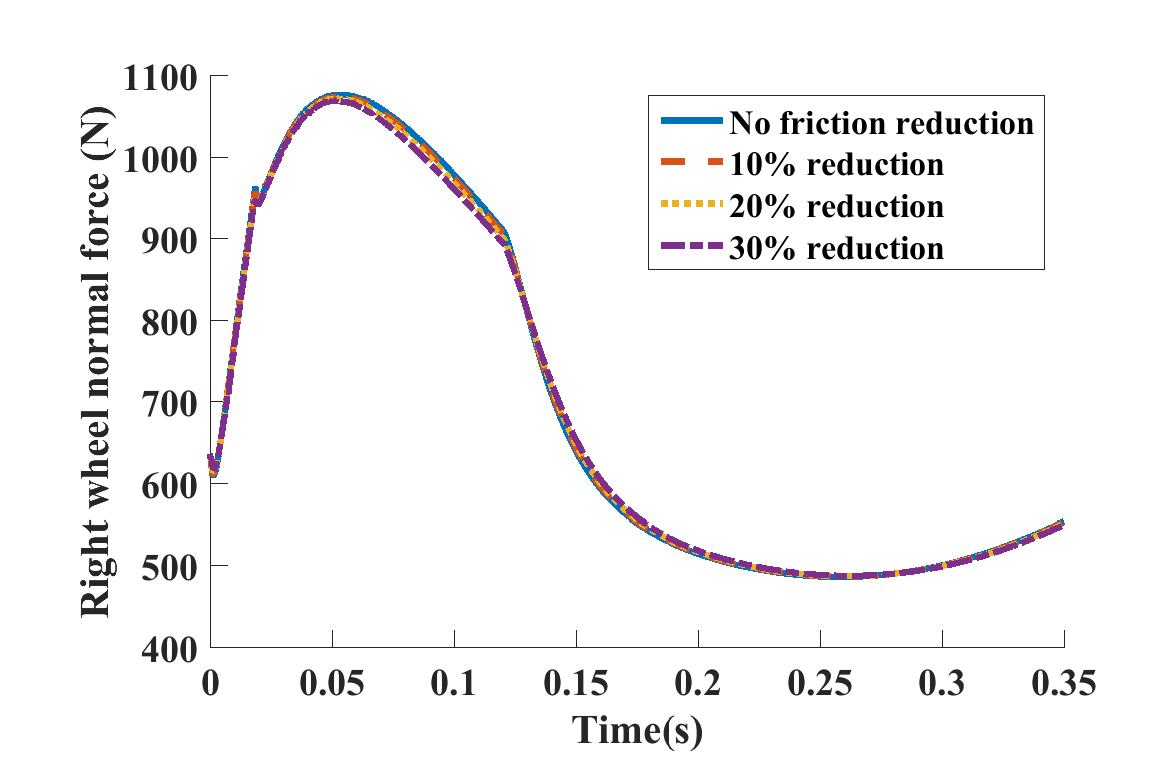 1100
1000
900
800
700
600
500
400
Right wheel normal force (N)
No friction reduction
10% reduction
20% reduction
30% reduction
0 0.05 0.1 0.15 0.2 0.25 0.3 0.35
Time(s)